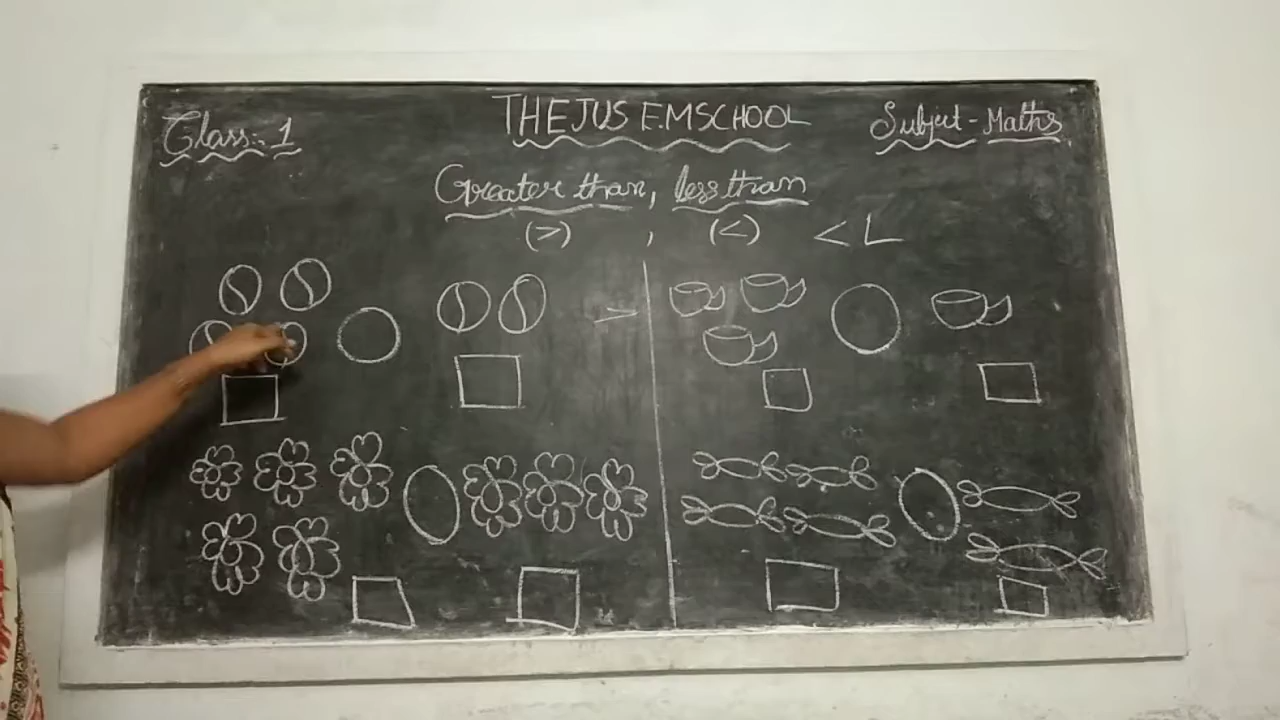 THEJUS E.M SCHOOL
Class:- 1
Subject - Maths
Greater than, less than
(>) , (<) < L
>